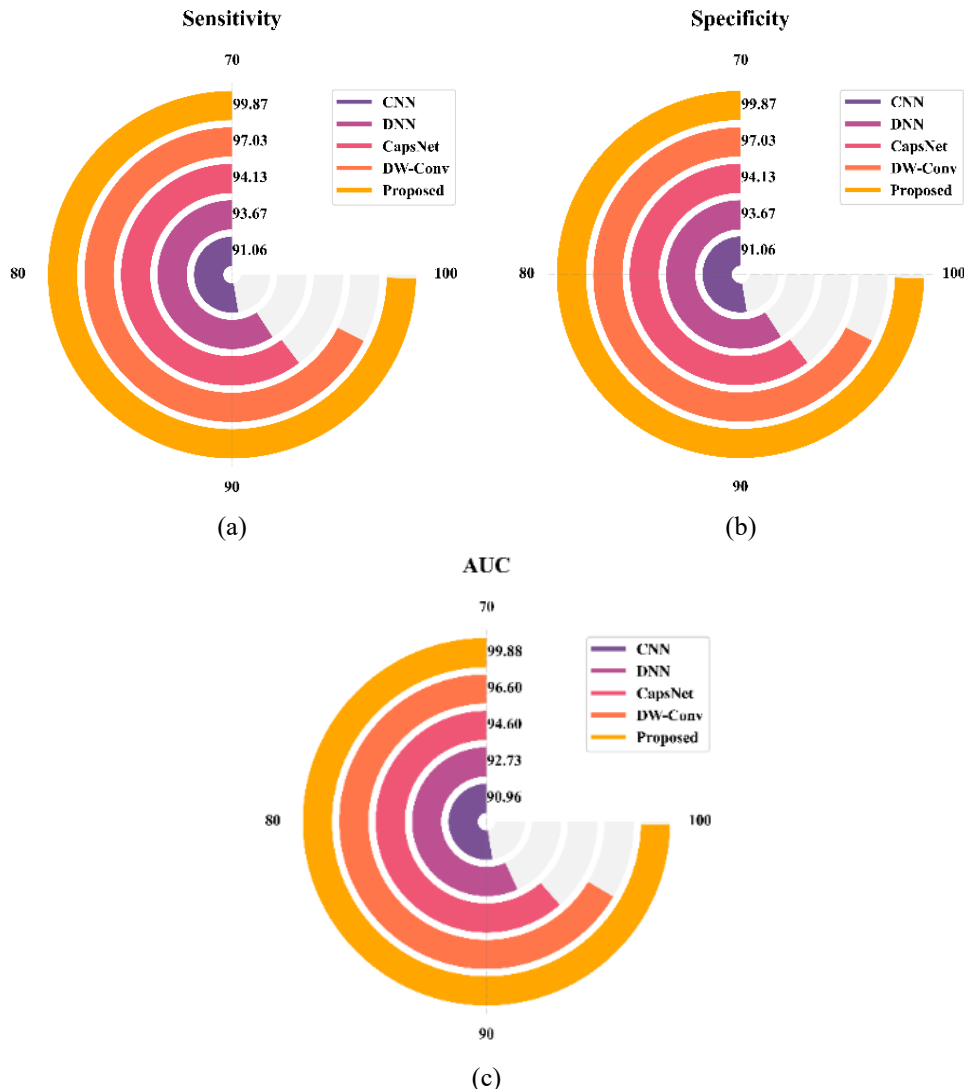 Sensitivity
70
99.87
97.03
94.13
93.67
91.06
CNN
DNN
CapsNet
DW-Conv
Proposed
80
100
90
(a)
Specificity
70
99.87
97.03
94.13
93.67
91.06
CNN
DNN
CapsNet
DW-Conv
Proposed
80
100
90
(b)
AUC
70
99.88
96.60
94.60
92.73
90.96
CNN
DNN
CapsNet
DW-Conv
Proposed
80
100
90
(c)